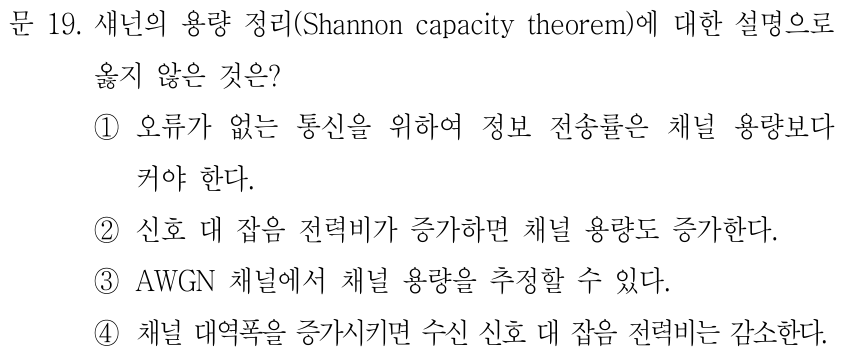 문 19. 섀넌의 용량 정리(Shannon capacity theorem)에 대한 설명으로
옳지 않은 것은?
① 오류가 없는 통신을 위하여 정보 전송률은 채널 용량보다
커야 한다.
② 신호 대 잡음 전력비가 증가하면 채널 용량도 증가한다.
③ AWGN 채널에서 채널 용량을 추정할 수 있다.
④ 채널 대역폭을 증가시키면 수신 신호 대 잡음 전력비는 감소한다.